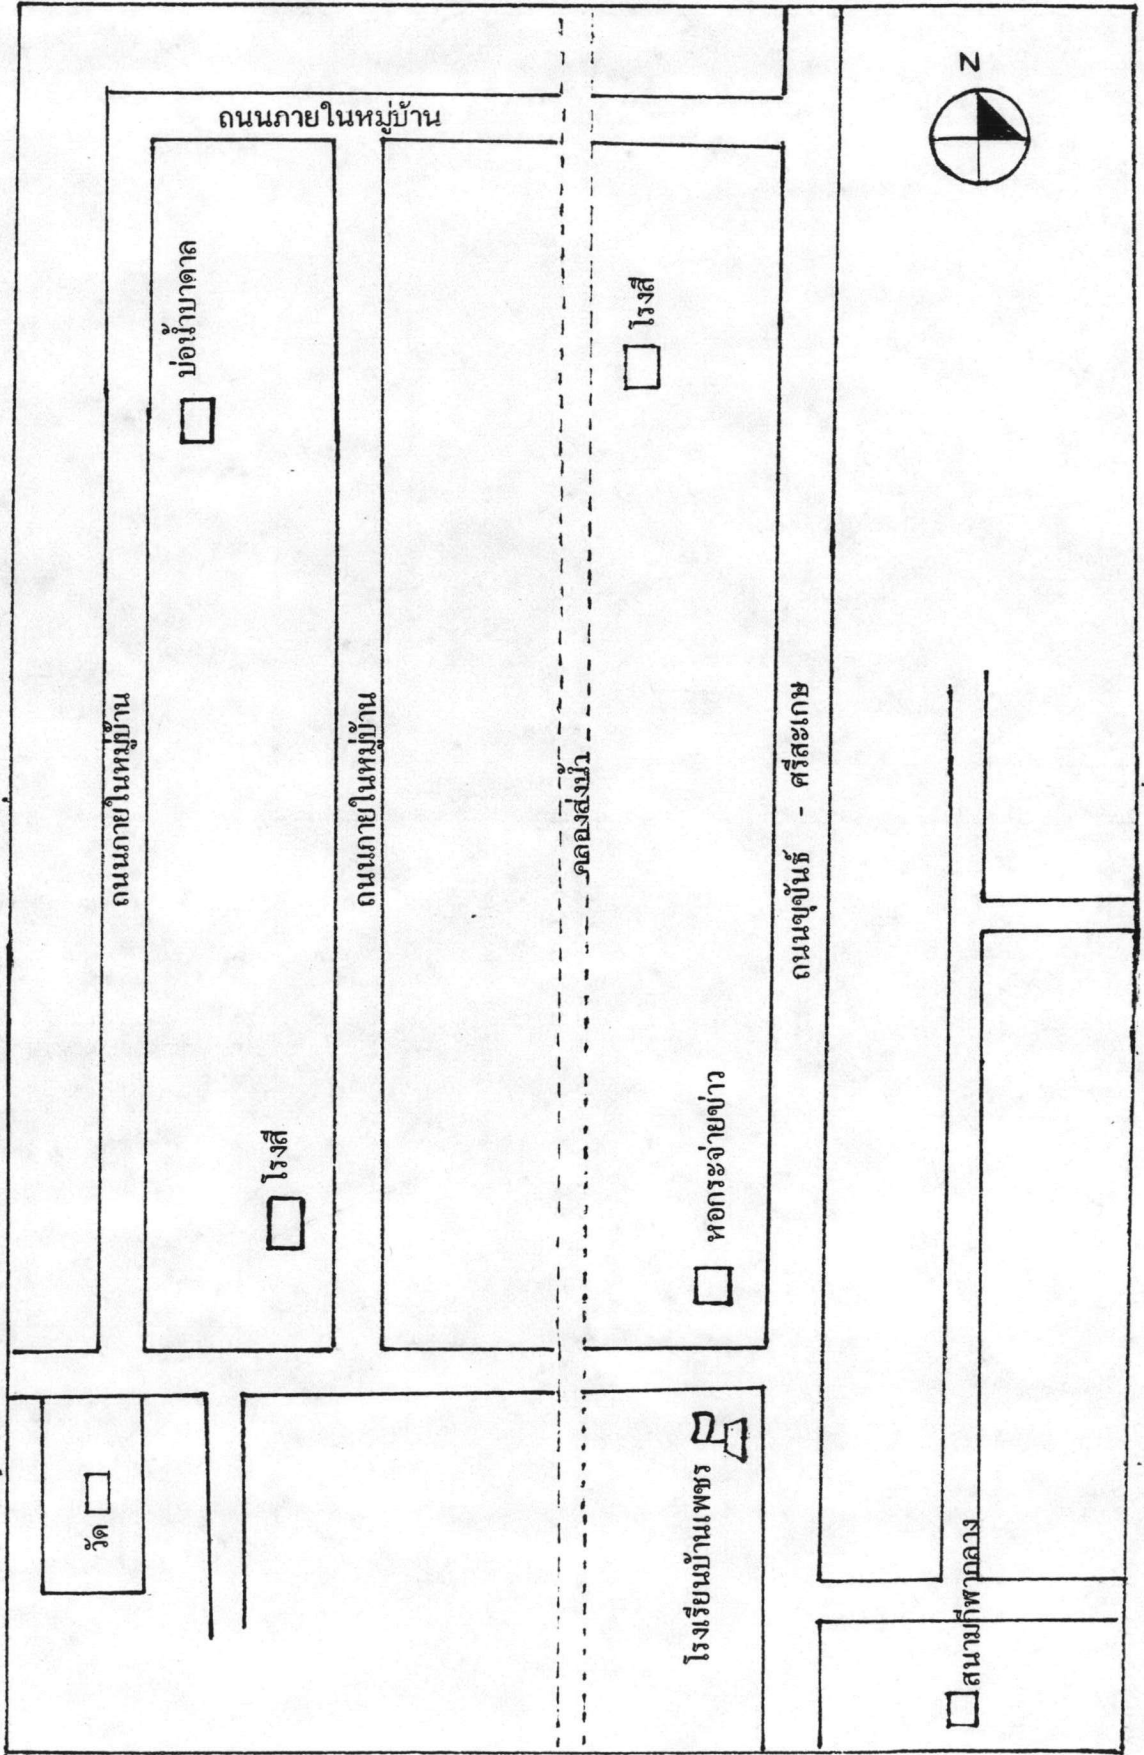 ถนนภายในหมู่บ้าน
N
บ่อน้ำบาดาล
โรงสี
ถนนภายในหมู่บ้าน
ถนนภายในหมู่บ้าน
คลองส่งน้ำ
ถนนขุขันธ์ - ศรีสะเกษ
โรงสี
หอกระจ่ายข่าว
วัด
โรงเรียนบ้านเพชร
สนามกีฬากลาง